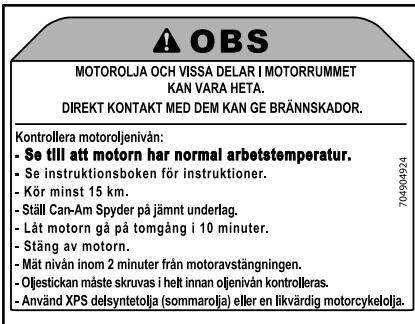 OBS
MOTOROLJA OCH VISSA DELAR I MOTORRUMMET
KAN VARA HETA.
DIREKT KONTAKT MED DEM KAN GE BRÄNNSKADOR.
Kontrollera motoroljenivån:
- Se till att motorn har normal arbetstemperatur.
- Se instruktionsboken för instruktioner.
- Kör minst 15 km.
- Ställ Can-Am Spyder på jämnt underlag.
- Låt motorn gå på tomgång i 10 minuter.
- Stäng av motorn.
- Mät nivån inom 2 minuter från motoravstängningen.
- Oljestickan måste skruvas i helt innan oljenivån kontrolleras.
- Använd XPS delsyntetolja (sommarolja) eller en likvärdig motorcykelolja.
704904924